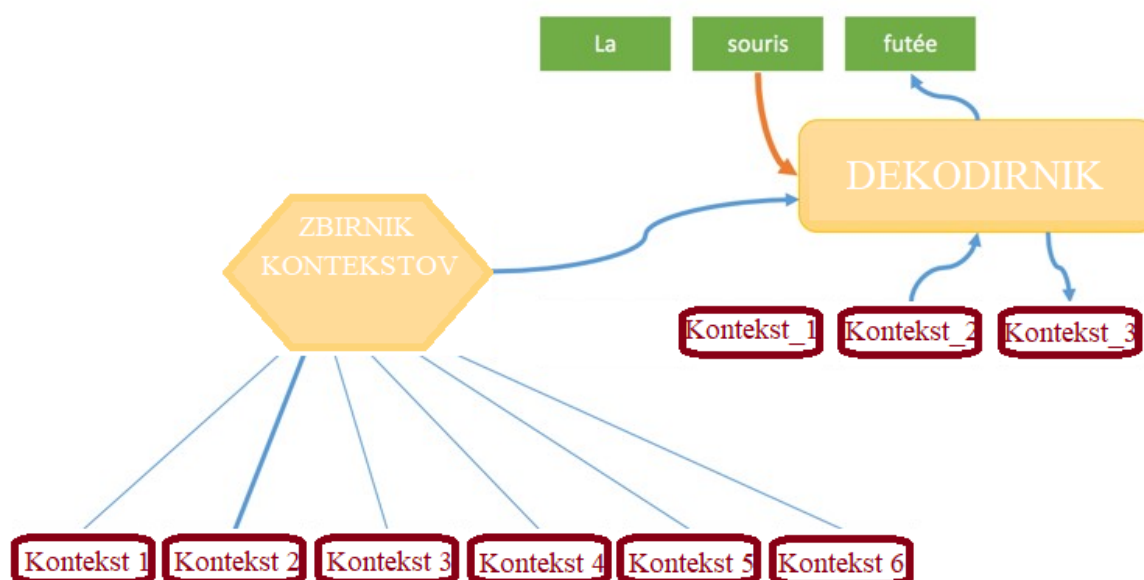 La souris futée
DEKODIRNIK
ZBIRNIK
KONTEKSTOV
Kontekst_1 Kontekst_2 Kontekst_3
Kontekst 1 Kontekst 2 Kontekst 3 Kontekst 4 Kontekst 5 Kontekst 6